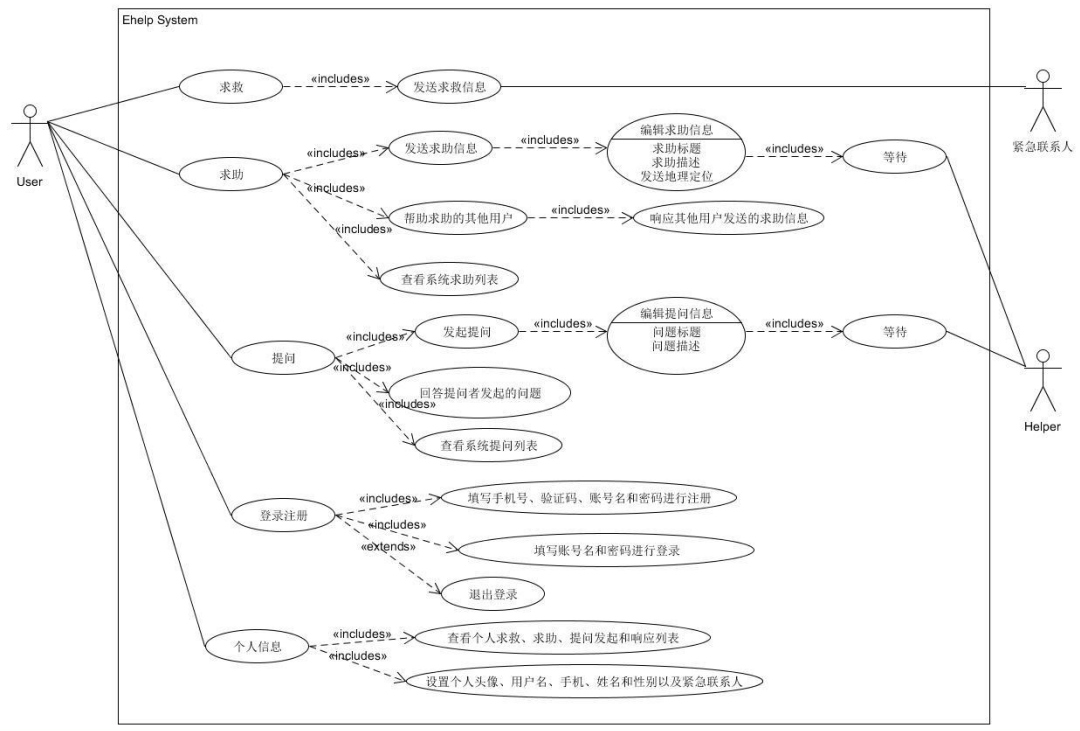 Ehelp System
求救
«includes»
发送求救信息
User
紧急联系人
求助
«includes»
发送求助信息
«includes»
编辑求助信息
求助标题
求助描述
发送地理定位
«includes»
等待
«includes»
帮助求助的其他用户
«includes»
响应其他用户发送的求助信息
«includes»
查看系统求助列表
提问
«includes»
发起提问
«includes»
编辑提问信息
问题标题
问题描述
«includes»
等待
Helper
«includes»
回答提问者发起的问题
«includes»
查看系统提问列表
登录注册
«includes»
填写手机号、验证码、账号名和密码进行注册
«includes»
填写账号名和密码进行登录
«extends»
退出登录
个人信息
«includes»
查看个人求救、求助、提问发起和响应列表
«includes»
设置个人头像、用户名、手机、姓名和性别以及紧急联系人